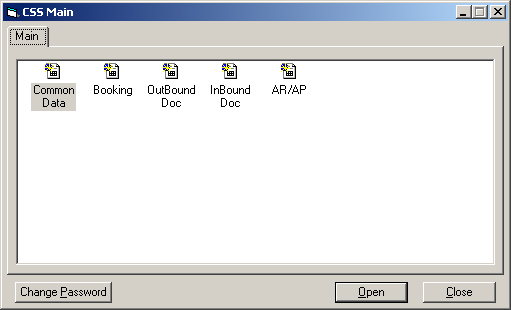 CSS Main
Main
Common Data
Booking
OutBound Doc
InBound Doc
AR/AP
Change Password
Open
Close